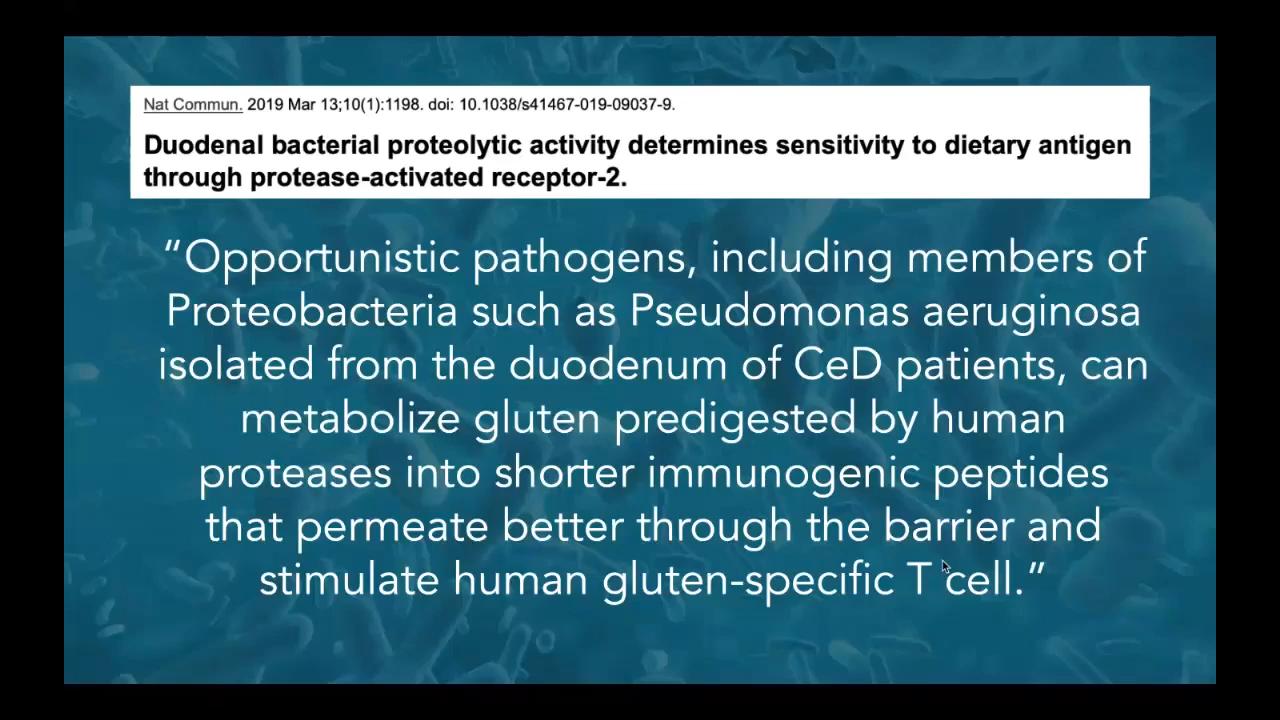 Nat Commun. 2019 Mar 13;10(1):1198. doi: 10.1038/s41467-019-09037-9.
Duodenal bacterial proteolytic activity determines sensitivity to dietary antigen
through protease-activated receptor-2.
“Opportunistic pathogens, including members of
Proteobacteria such as Pseudomonas aeruginosa
isolated from the duodenum of CeD patients, can
metabolize gluten predigested by human
proteases into shorter immunogenic peptides
that permeate better through the barrier and
stimulate human gluten-specific T cell.”